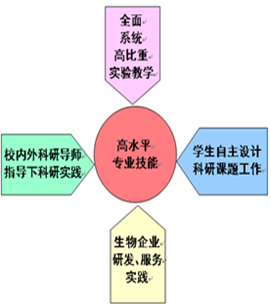 全面
系统
高比重
实验教学
校内外科研导师
指导下科研实践
高水平
专业技能
学生自主设计
科研课题工作
生物企业
研发、服务
实践